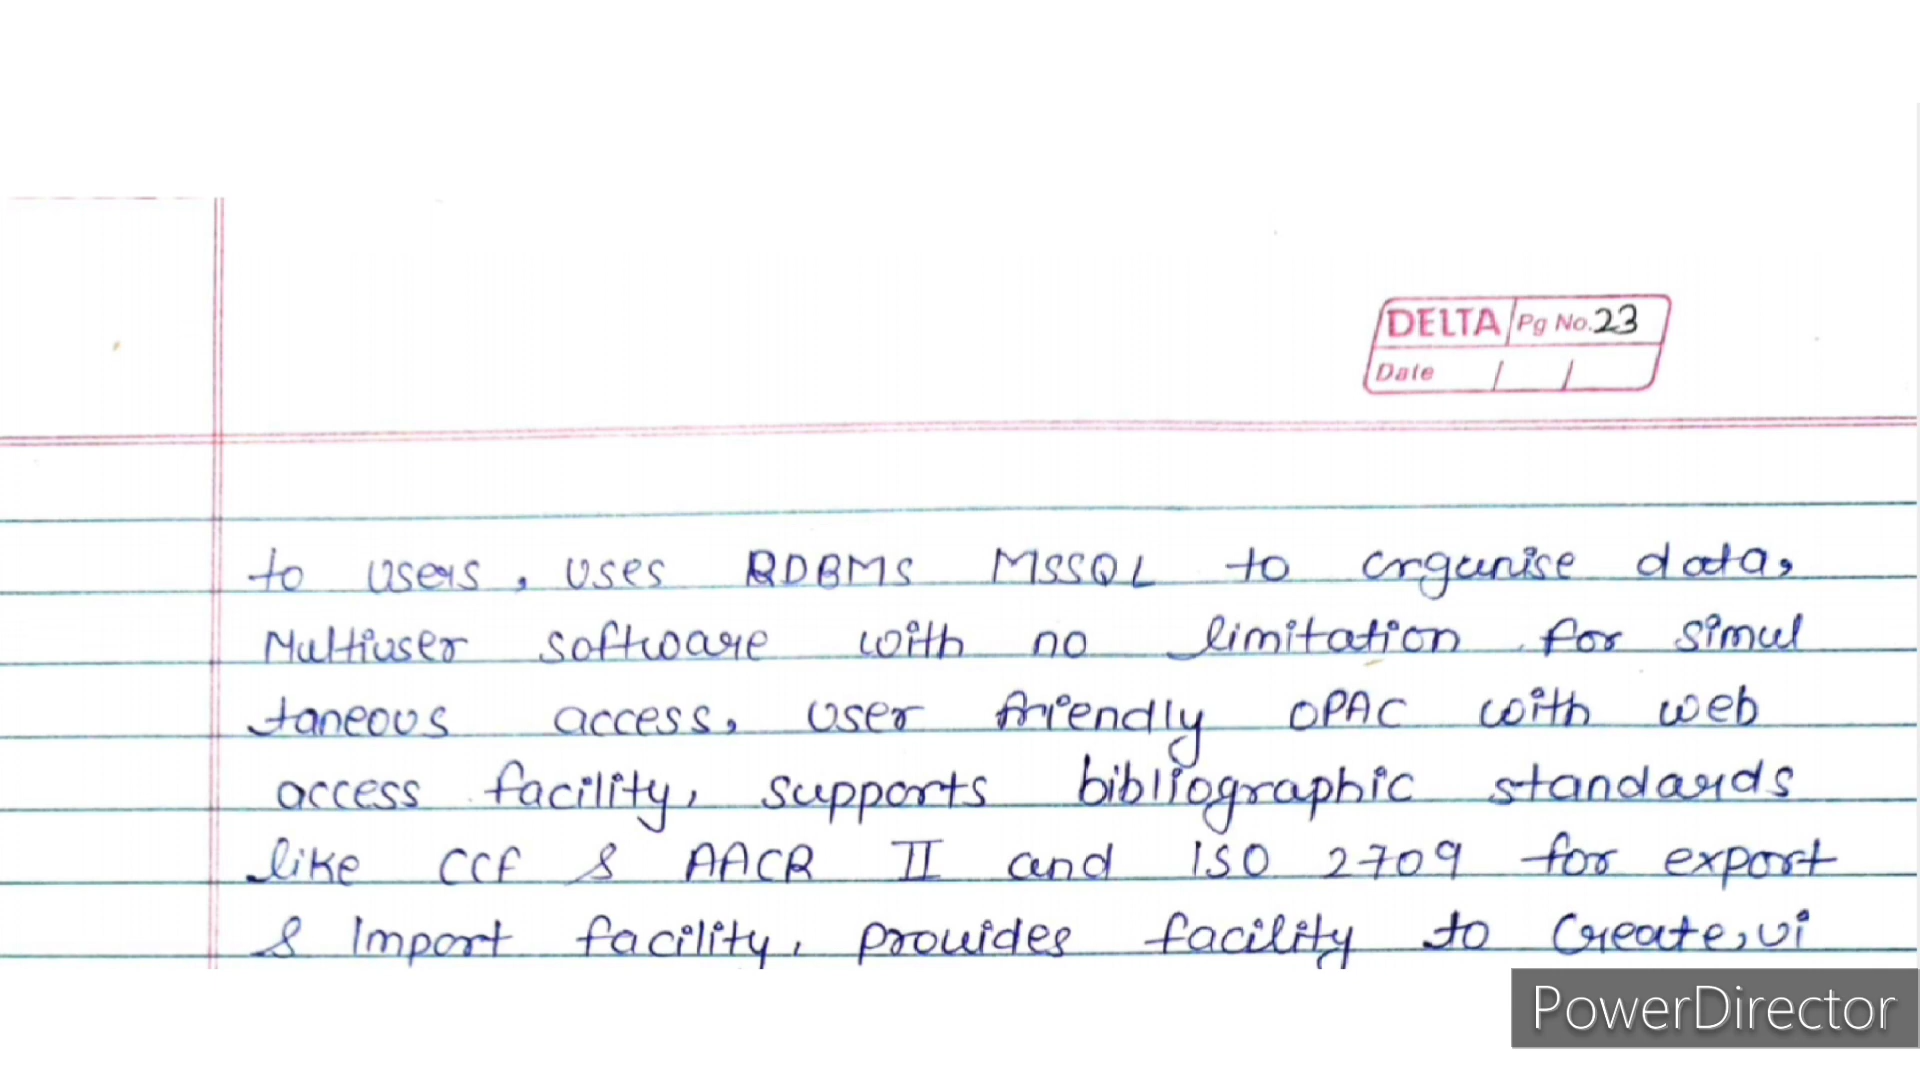 DELTA Pg No. 23
Date / /
to users, uses RDBMS MSSQL to organise data,
Multiuser software with no limitation for simul
taneous access, user friendly OPAC with web
access facility, supports bibliographic standards
like CCF & AACR II and ISO 2709 for export
& Import facility, provides facility to Create, vi
PowerDirector